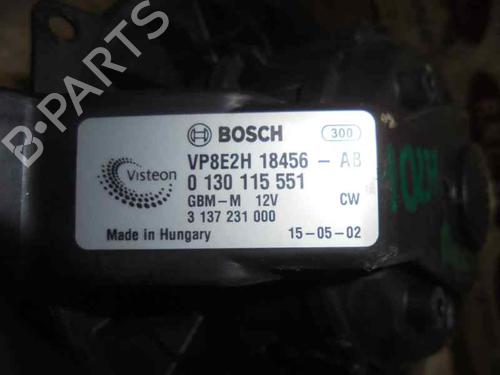 BOSCH 300
VP8E2H 18456 - AB
Visteon
0 130 115 551
GBM-M 12V CW
3 137 231 000
Made in Hungary 15-05-02